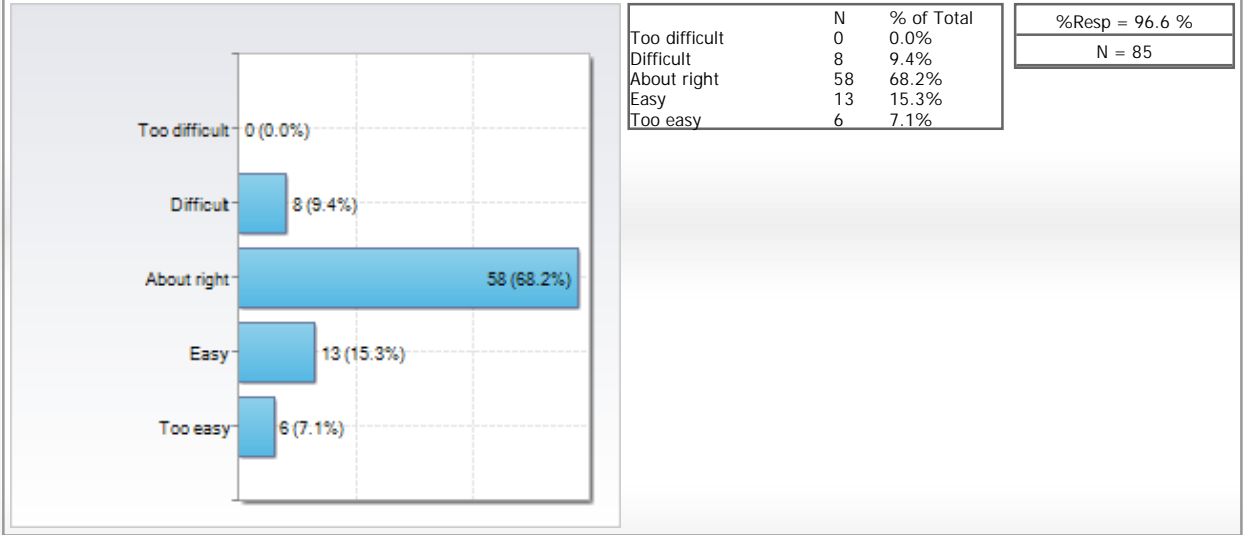 Too difficult 0 (0.0%)
Difficult 8 (9.4%)
About right 58 (68.2%)
Easy 13 (15.3%)
Too easy 6 (7.1%)
N % of Total
Too difficult 0 0.0%
Difficult 8 9.4%
About right 58 68.2%
Easy 13 15.3%
Too easy 6 7.1%
%Resp = 96.6 %
N = 85